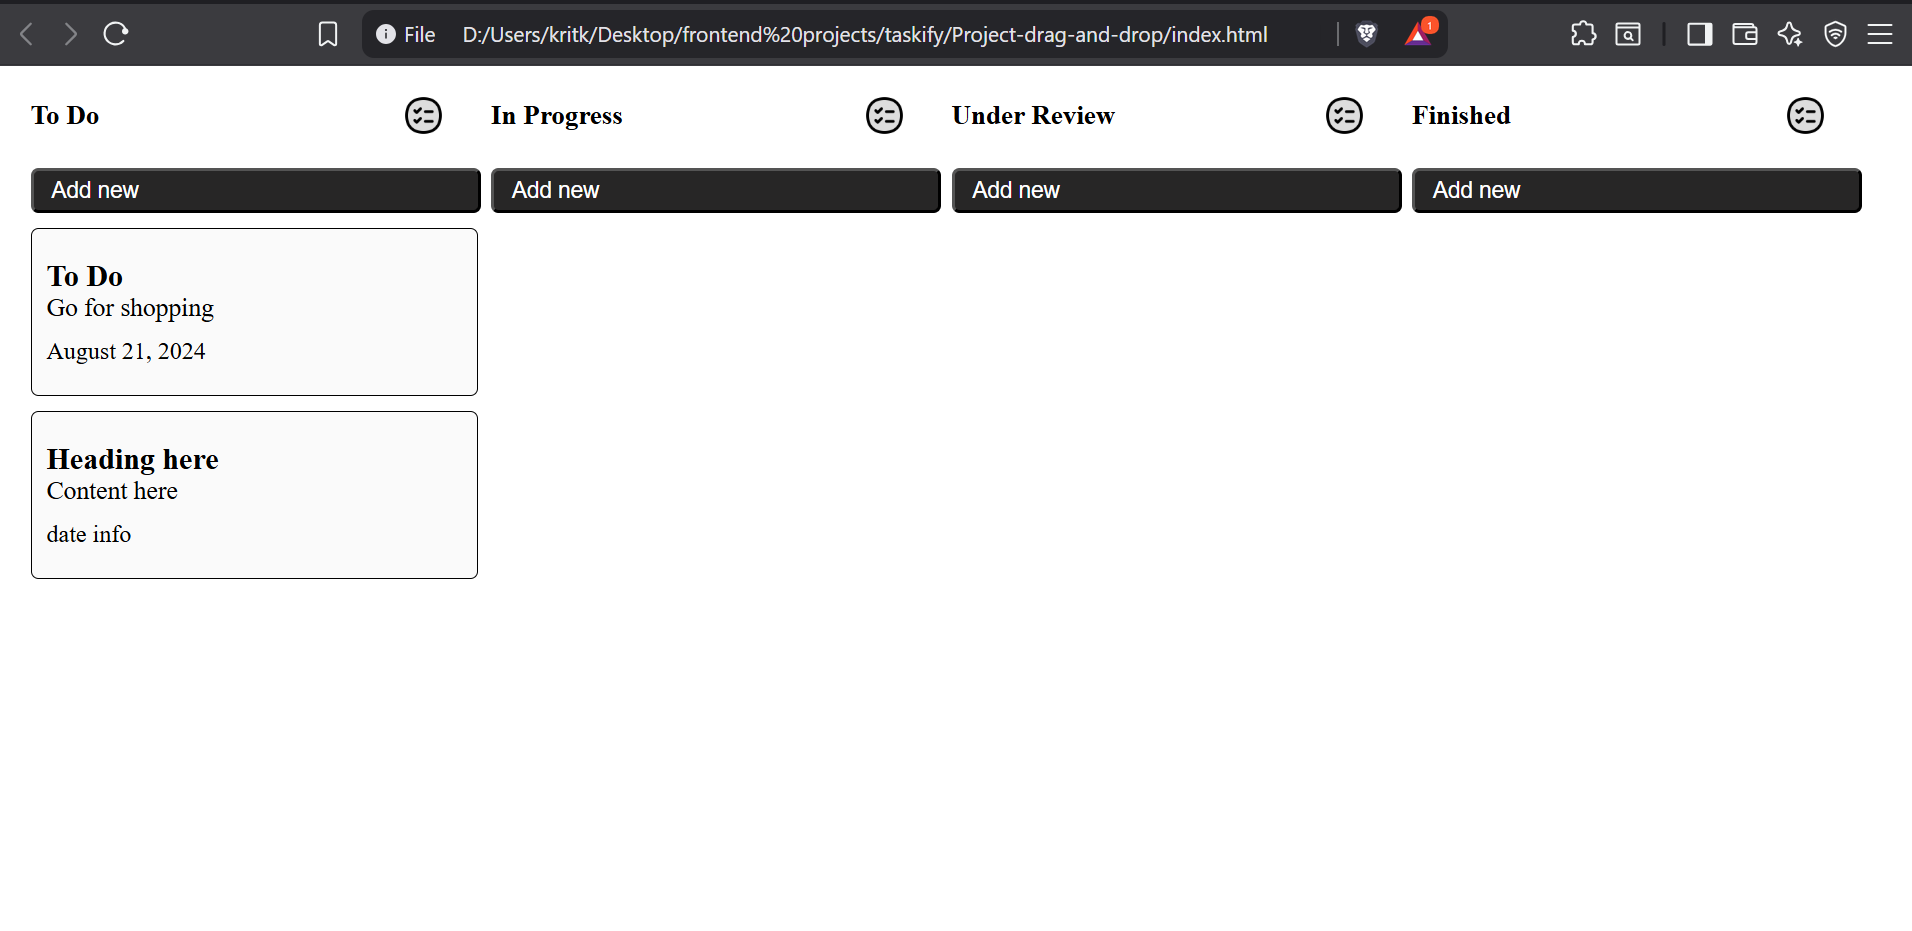 File D:/Users/kritk/Desktop/frontend%20projects/taskify/Project-drag-and-drop/index.html 1
To Do In Progress Under Review Finished
Add new Add new Add new Add new
To Do
Go for shopping
August 21, 2024
Heading here
Content here
date info